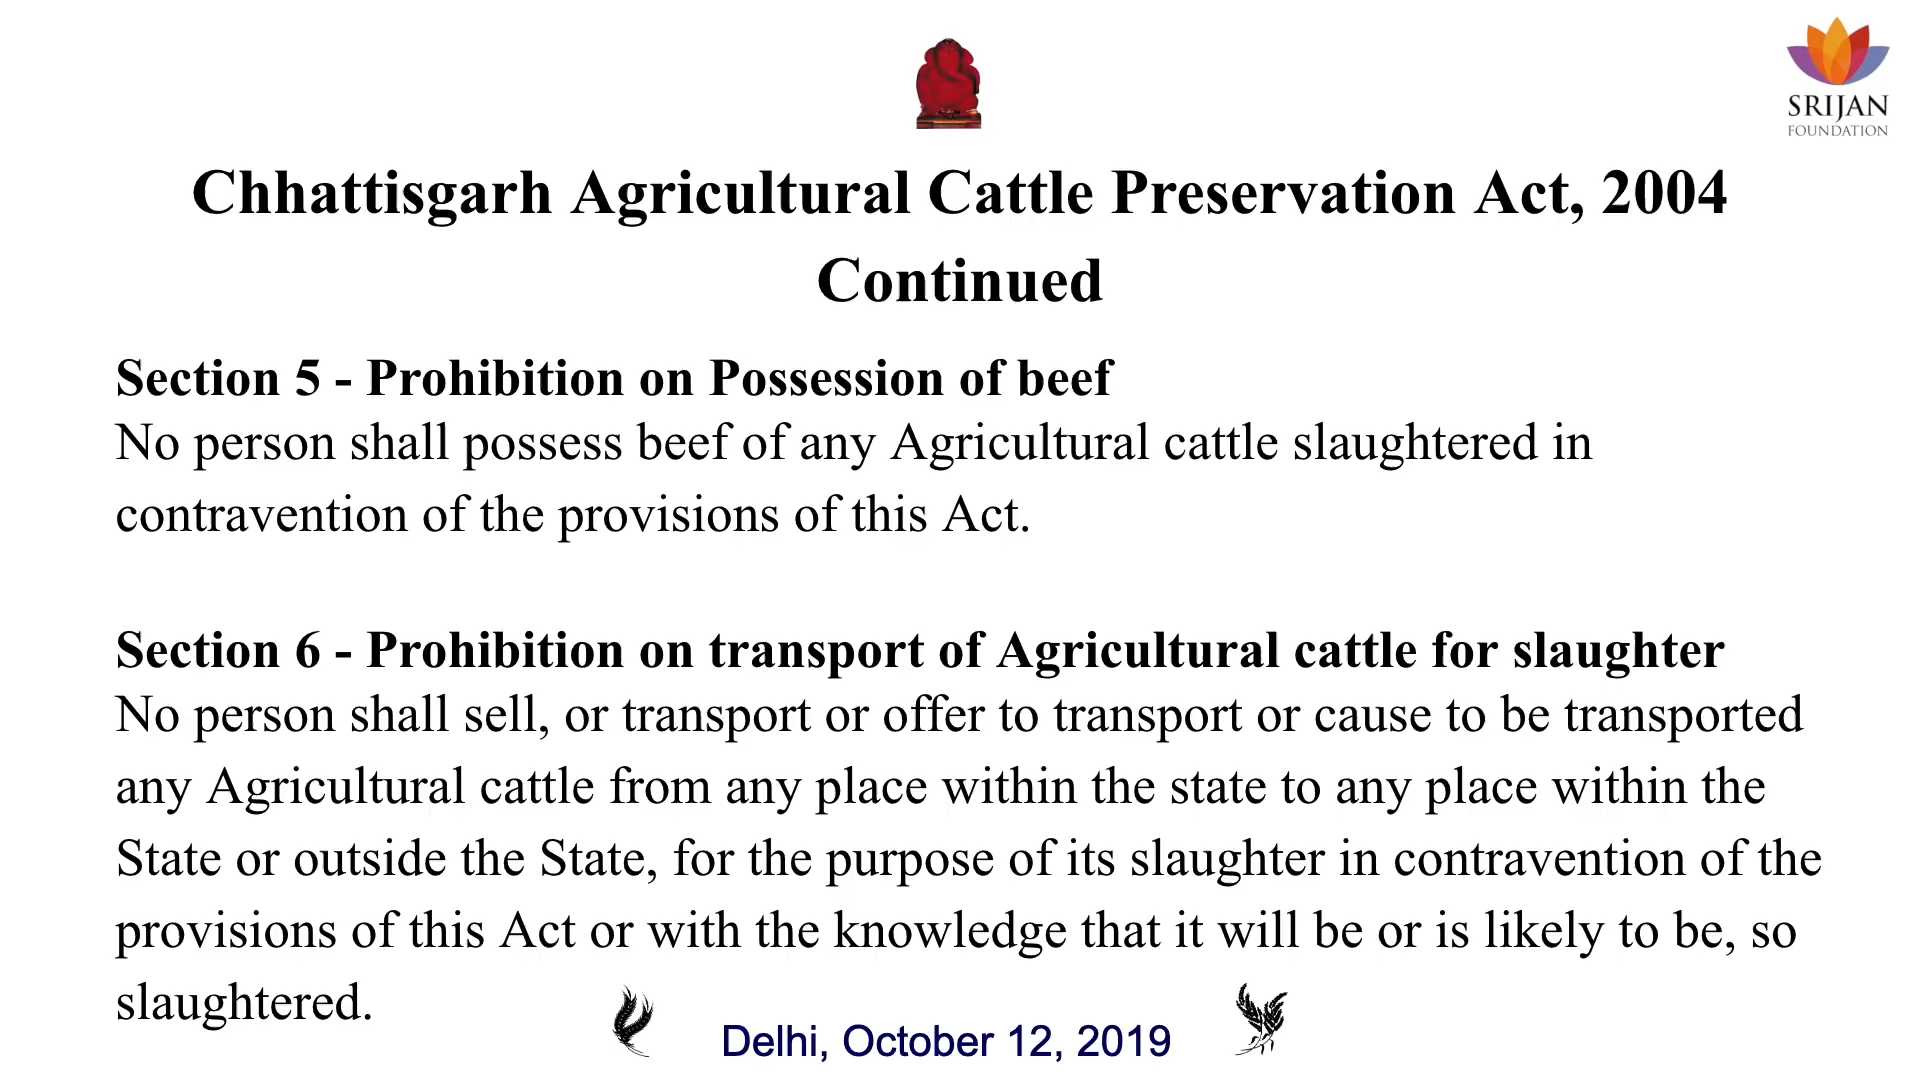 SRIJAN
FOUNDATION
Chhattisgarh Agricultural Cattle Preservation Act, 2004
Continued
Section 5 - Prohibition on Possession of beef
No person shall possess beef of any Agricultural cattle slaughtered in
contravention of the provisions of this Act.
Section 6 - Prohibition on transport of Agricultural cattle for slaughter
No person shall sell, or transport or offer to transport or cause to be transported
any Agricultural cattle from any place within the state to any place within the
State or outside the State, for the purpose of its slaughter in contravention of the
provisions of this Act or with the knowledge that it will be or is likely to be, so
slaughtered.
Delhi, October 12, 2019